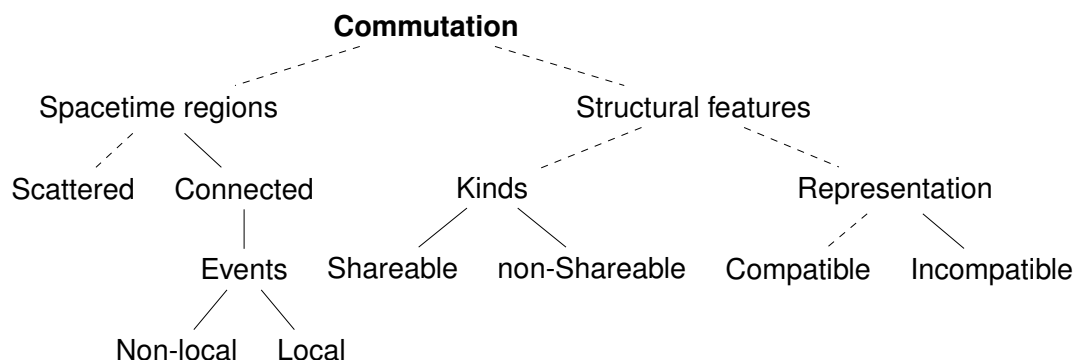 Commutation
Spacetime regions Structural features
Scattered Connected Kinds Representation
Events Shareable non-Shareable Compatible Incompatible
Non-local Local